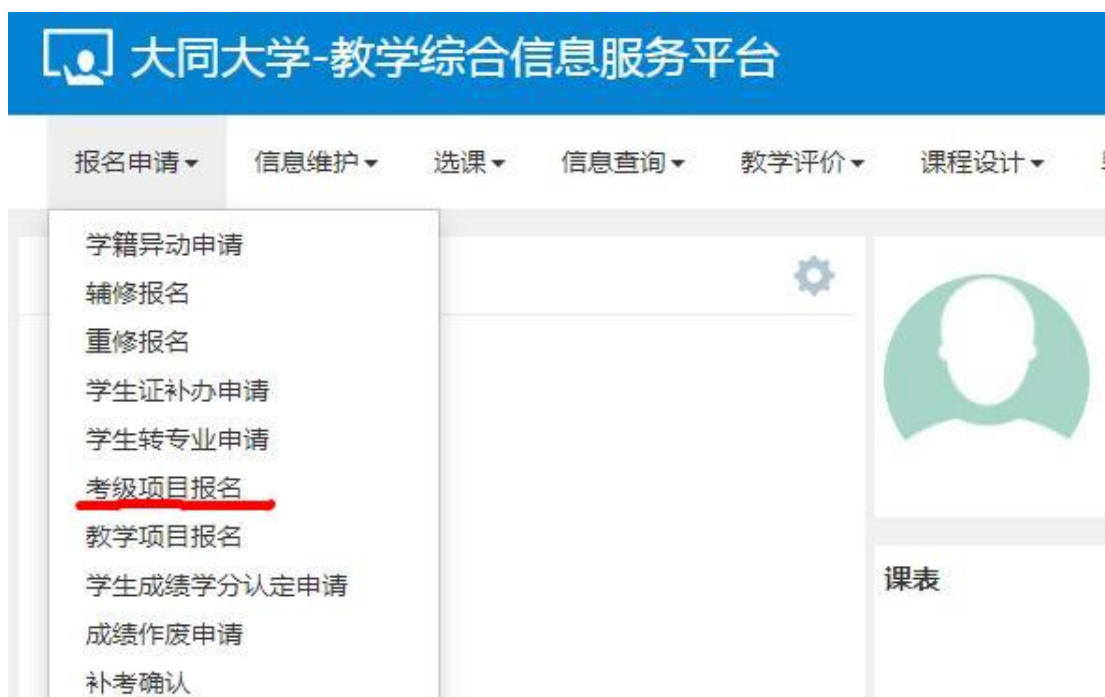 大同大学-教学综合信息服务平台
报名申请 信息维护 选课 信息查询 教学评价 课程设计
学籍异动申请
辅修报名
重修报名
学生证补办申请
学生转专业申请
考级项目报名
教学项目报名
学生成绩学分认定申请
成绩作废申请
补考确认
课表